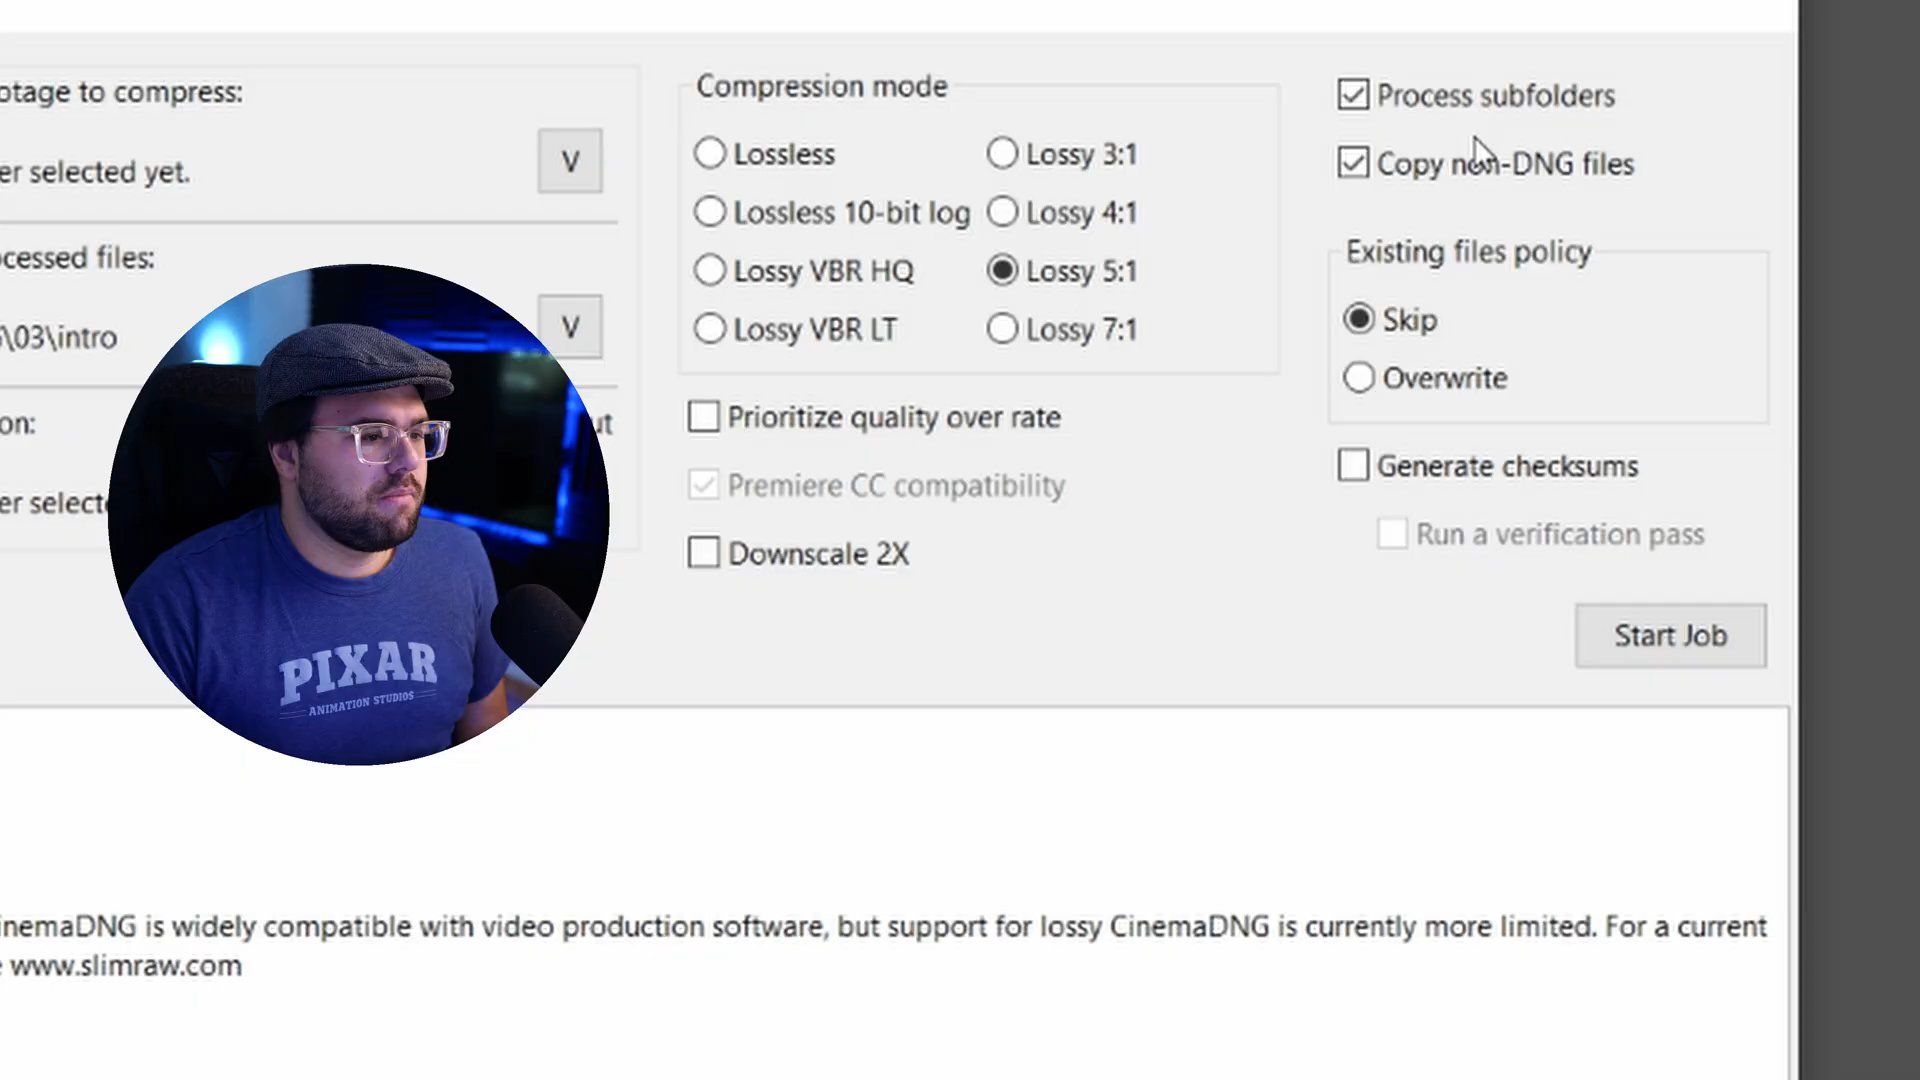 otage to compress:
er selected yet.
V
ocessed files:
\03\intro
V
on:
ut
er selecte
Compression mode
Lossless
Lossy 3:1
Lossless 10-bit log
Lossy 4:1
Lossy VBR HQ
Lossy 5:1
Lossy VBR LT
Lossy 7:1
Prioritize quality over rate
Premiere CC compatibility
Downscale 2X
Process subfolders
Copy non-DNG files
Existing files policy
Skip
Overwrite
Generate checksums
Run a verification pass
Start Job
PIXAR
ANIMATION STUDIOS
inemaDNG is widely compatible with video production software, but support for lossy CinemaDNG is currently more limited. For a current
www.slimraw.com